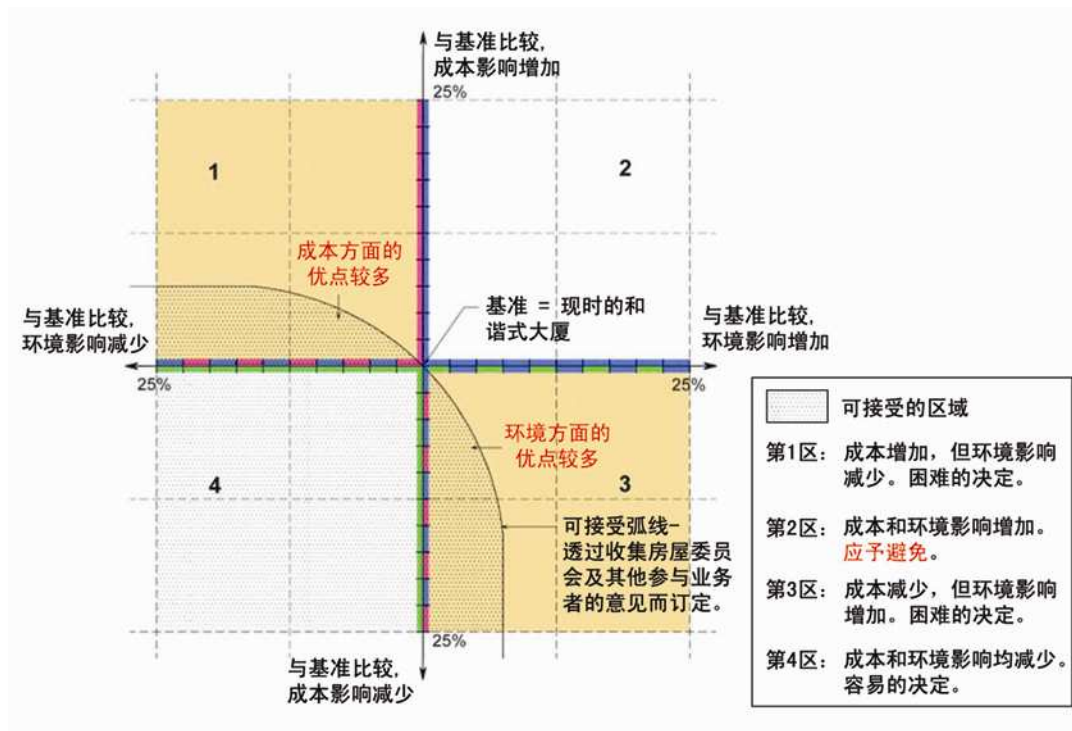 与基准比较,
成本影响增加
25%
1
2
成本方面的
优点较多
与基准比较,
环境影响减少
基准 = 现时的和
谐式大厦
与基准比较,
环境影响增加
25%
25%
可接受的区域
环境方面的
优点较多
第1区：成本增加，但环境影响
减少。困难的决定。
4
3
可接受弧线-
透过收集房屋委员
会及其他参与业务
者的意见而订定。
第2区：成本和环境影响增加。
应予避免。
第3区：成本减少，但环境影响
增加。困难的决定。
25%
与基准比较,
成本影响减少
第4区：成本和环境影响均减少。
容易的决定。